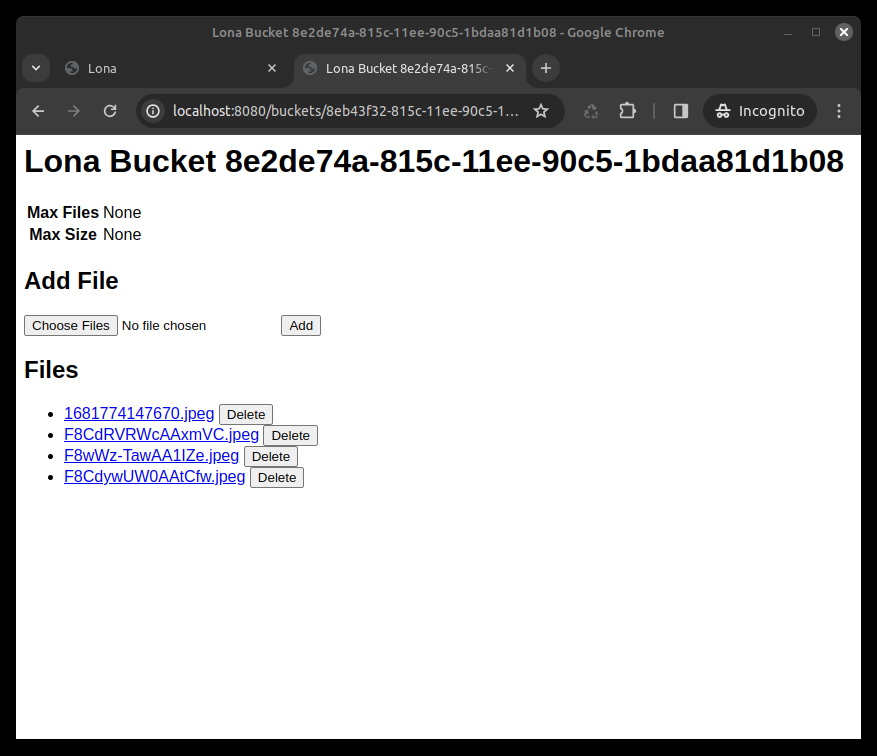 Lona Bucket 8e2de74a-815c-11ee-90c5-1bdaa81d1b08 - Google Chrome
Lona
Lona Bucket 8e2de74a-815c-
localhost:8080/buckets/8eb43f32-815c-11ee-90c5-1...
Incognito
Lona Bucket 8e2de74a-815c-11ee-90c5-1bdaa81d1b08
Max Files None
Max Size None
Add File
Choose Files No file chosen Add
Files
1681774147670.jpeg Delete
F8CdRVRWcAAxmVC.jpeg Delete
F8wWz-TawAA1IZe.jpeg Delete
F8CdywUW0AAtCfw.jpeg Delete